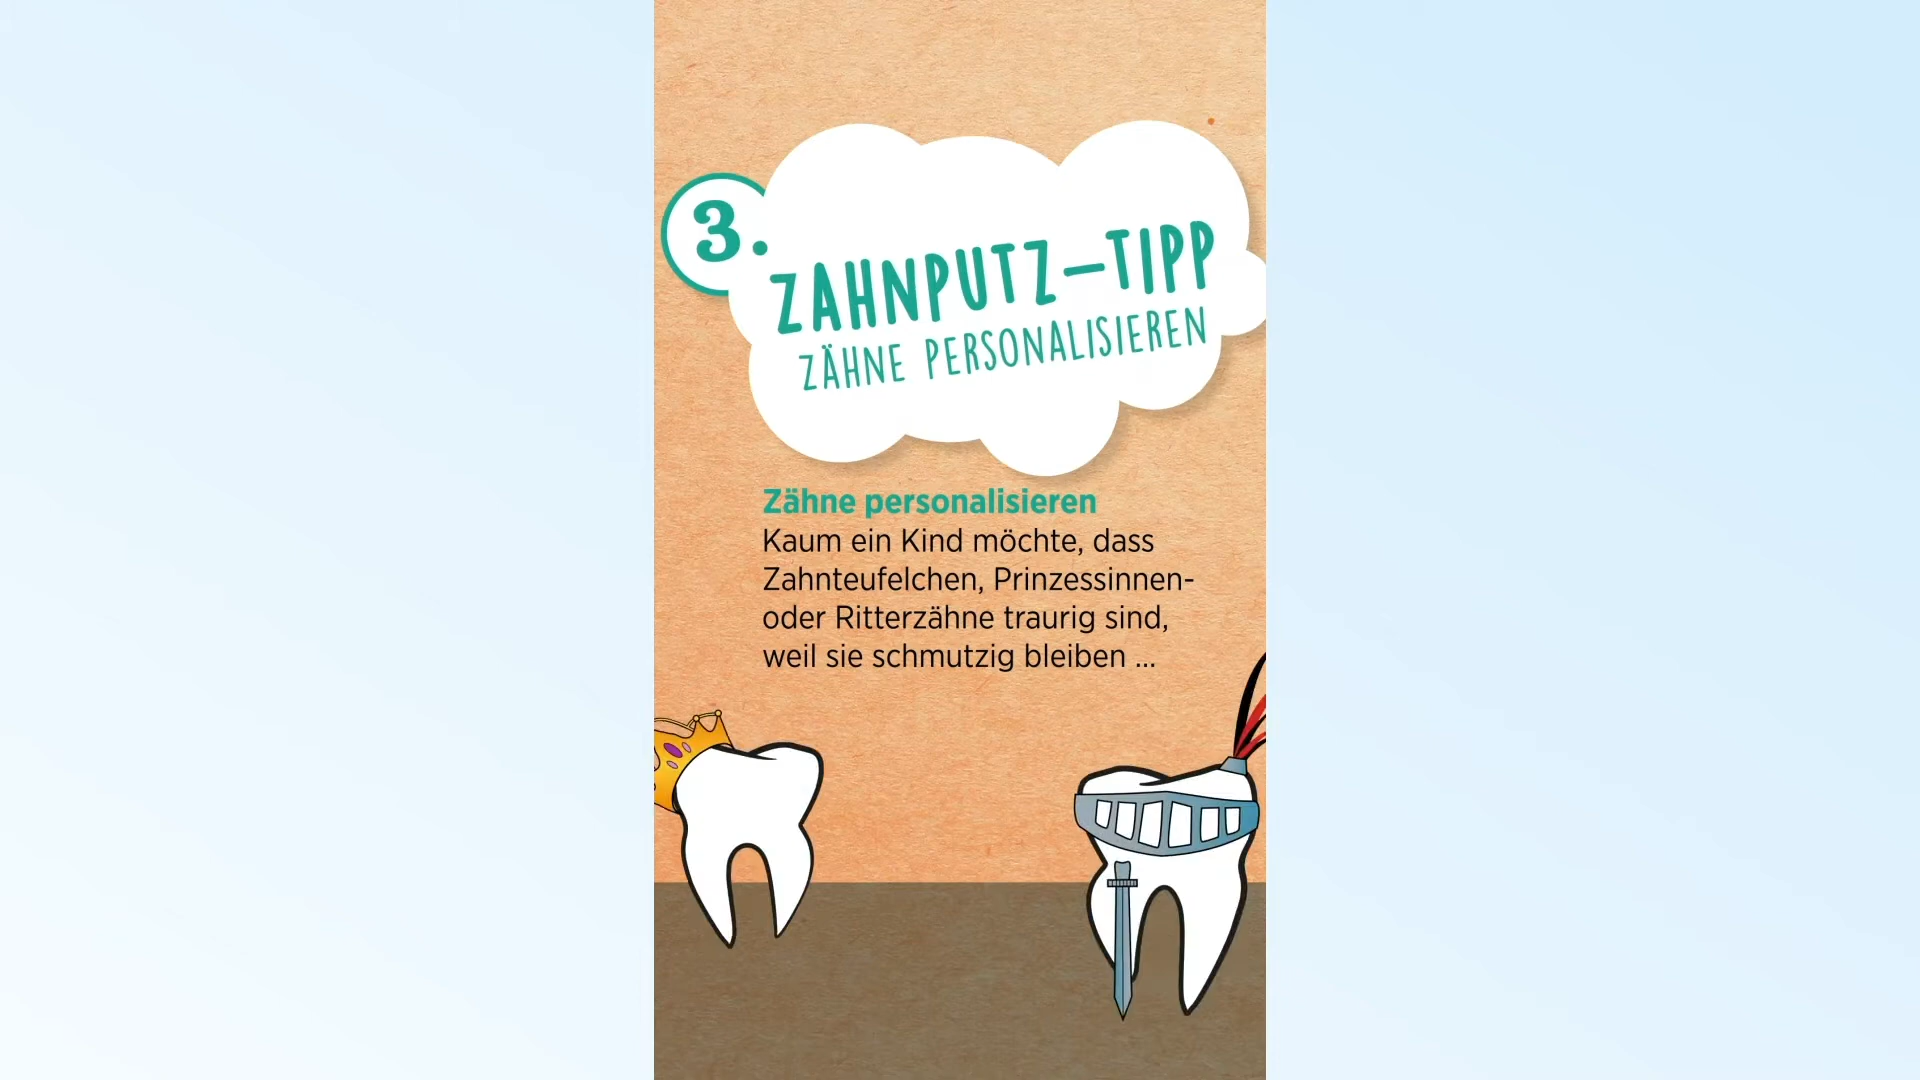 3.
ZAHNPUTZ-TIPP
ZÄHNE PERSONALISIEREN
Zähne personalisieren
Kaum ein Kind möchte, dass
Zahnteufelchen, Prinzessinnen-
oder Ritterzähne traurig sind,
weil sie schmutzig bleiben ...